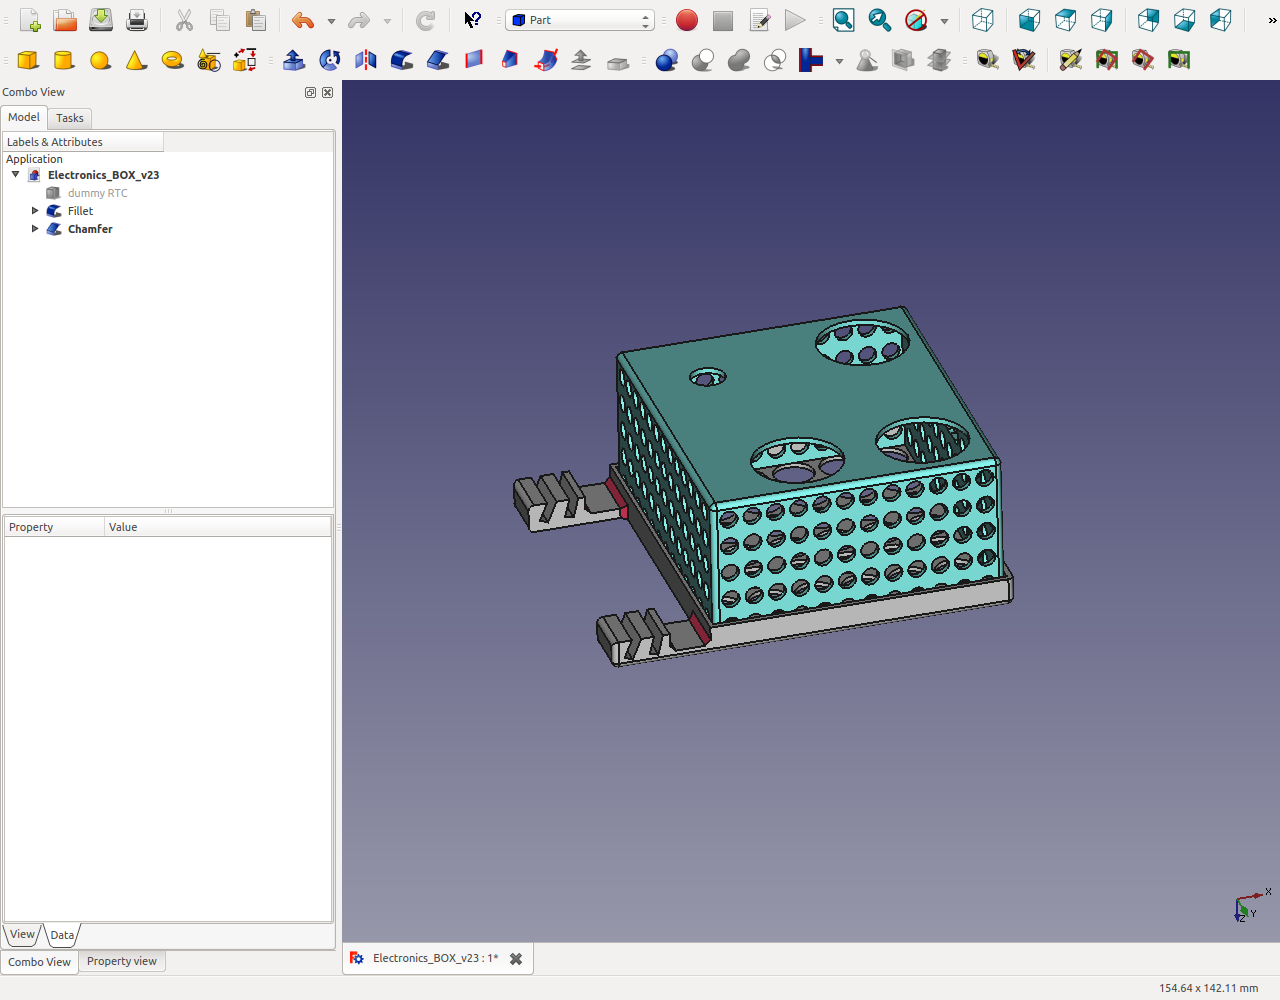 Part
»
Combo View
Model
Tasks
Labels & Attributes
Application
Electronics_BOX_v23
dummy RTC
Fillet
Chamfer
Property
Value
View
Data
Combo View
Property view
Electronics_BOX_v23 : 1*
X
Y
Z
154.64 x 142.11 mm